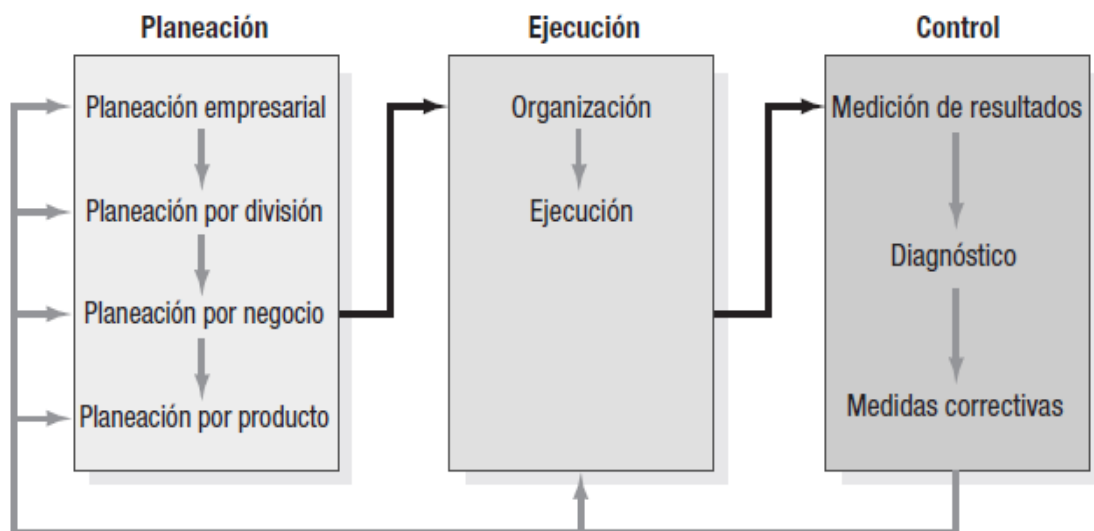 Planeación
Planeación empresarial
Planeación por división
Planeación por negocio
Planeación por producto
Ejecución
Organización
Ejecución
Control
Medición de resultados
Diagnóstico
Medidas correctivas